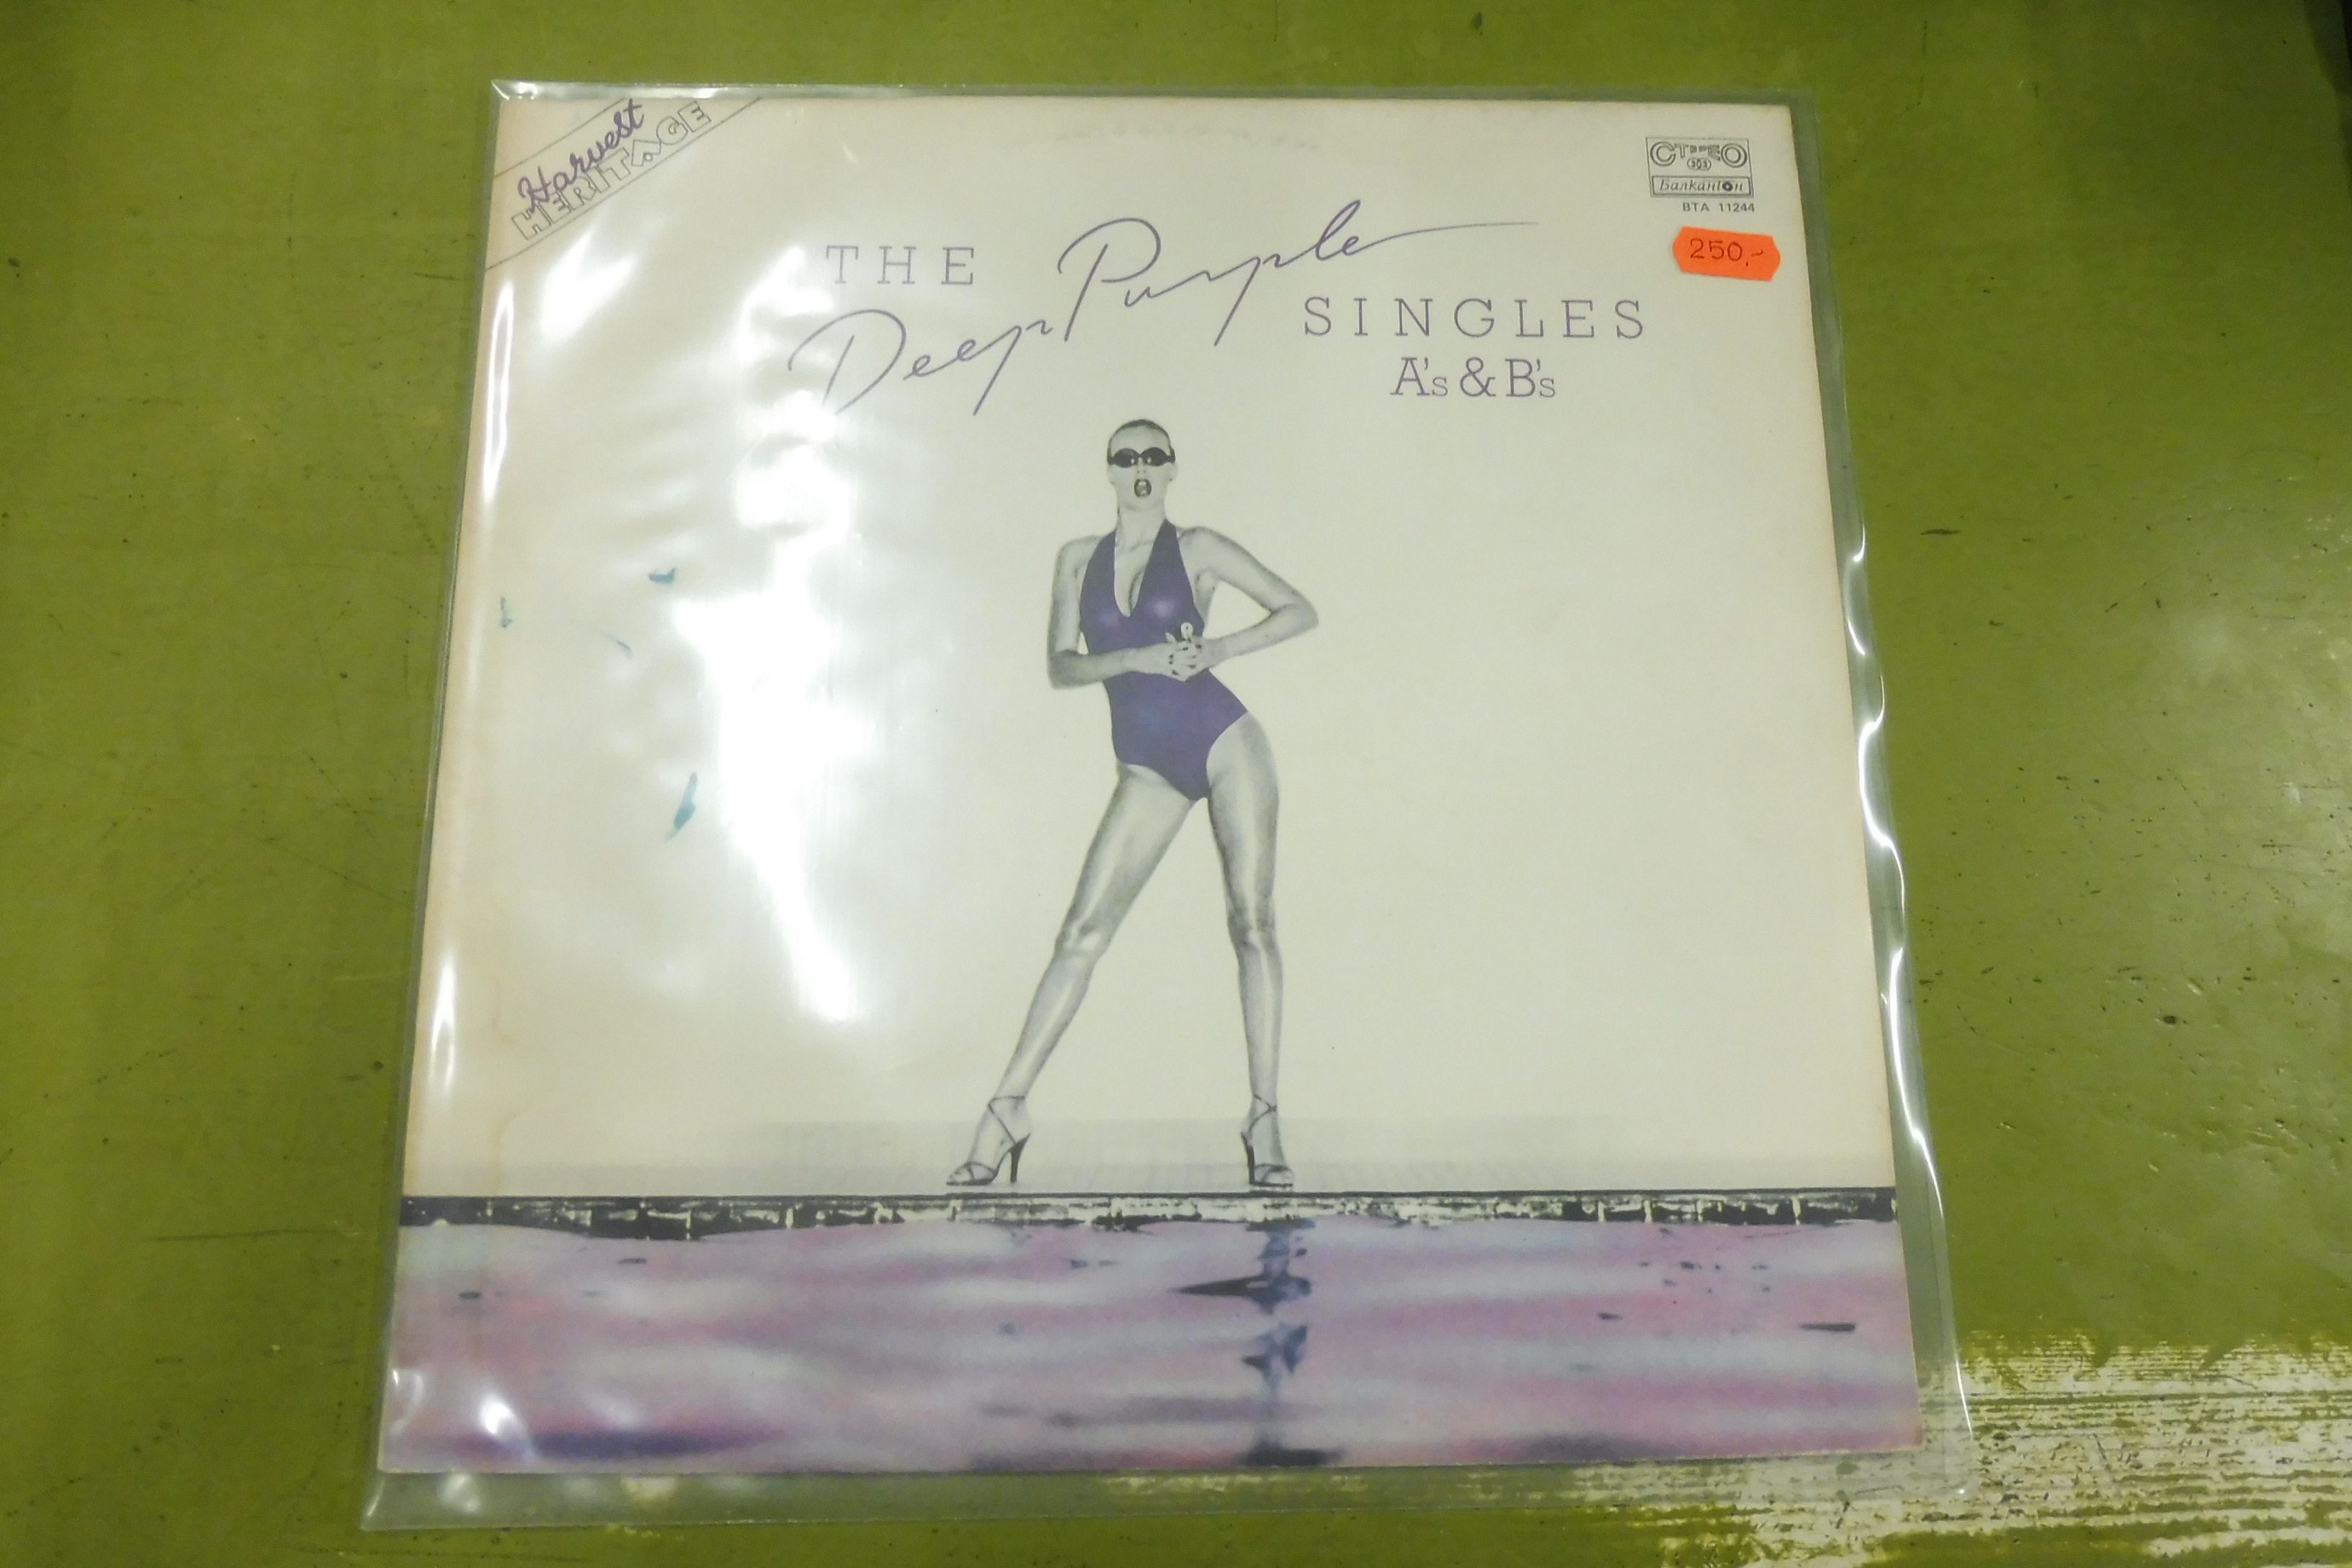 Harvest
HERITAGE
СТЕРЕО
33
Балкантон
ВТА 11244
250,-
THE
Deep Purple
SINGLES
A's & B's